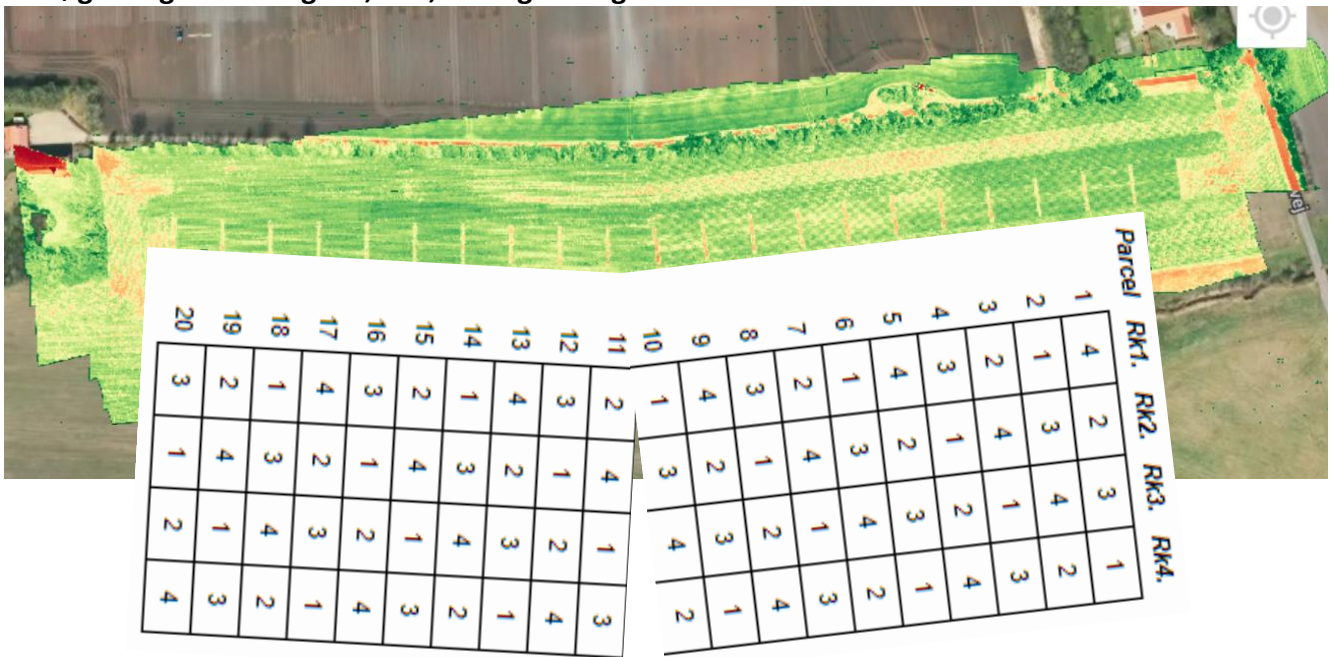 vej
Parcel Rk1. Rk2. Rk3. Rk4.
1 4 2 3 1
2 1 3 4 2
3 2 4 1 3
4 3 1 2 4
5 4 2 3 1
6 1 3 4 2
7 2 4 1 3
8 3 1 2 4
9 4 2 3 1
10 1 3 4 2
11 2 4 1 3
12 3 1 2 4
13 4 2 3 1
14 1 3 4 2
15 2 4 1 3
16 3 1 2 4
17 4 2 3 1
18 1 3 4 2
19 2 4 1 3
20 3 1 2 4